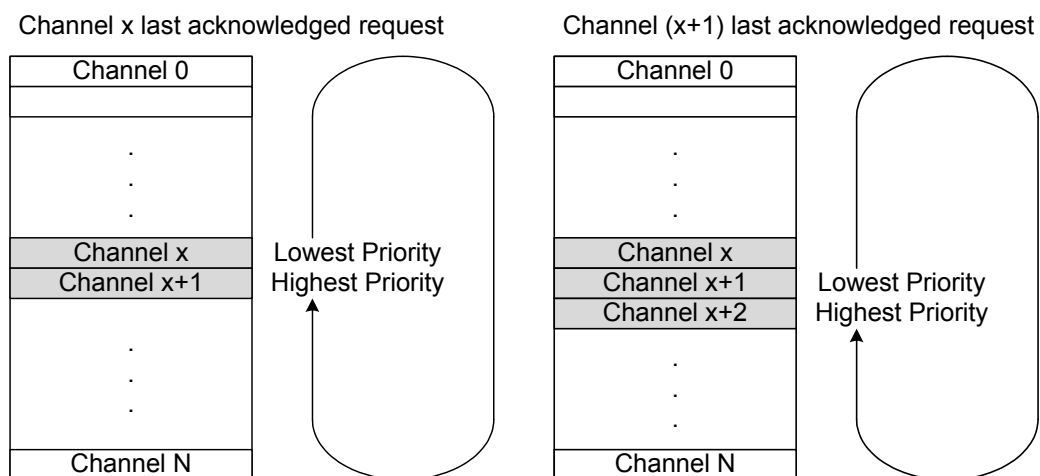 Channel x last acknowledged request
Channel 0
.
.
.
Channel x
Channel x+1
.
.
.
Channel N
Lowest Priority
Highest Priority
Channel (x+1) last acknowledged request
Channel 0
.
.
.
Channel x
Channel x+1
Channel x+2
.
.
.
Channel N
Lowest Priority
Highest Priority